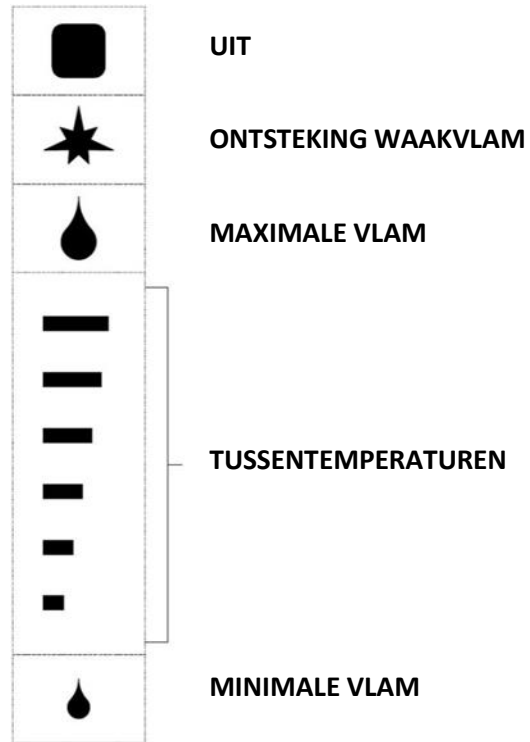 UIT
ONTSTEKING WAAKVLAM
MAXIMALE VLAM
TUSSENTEMPERATUREN
MINIMALE VLAM